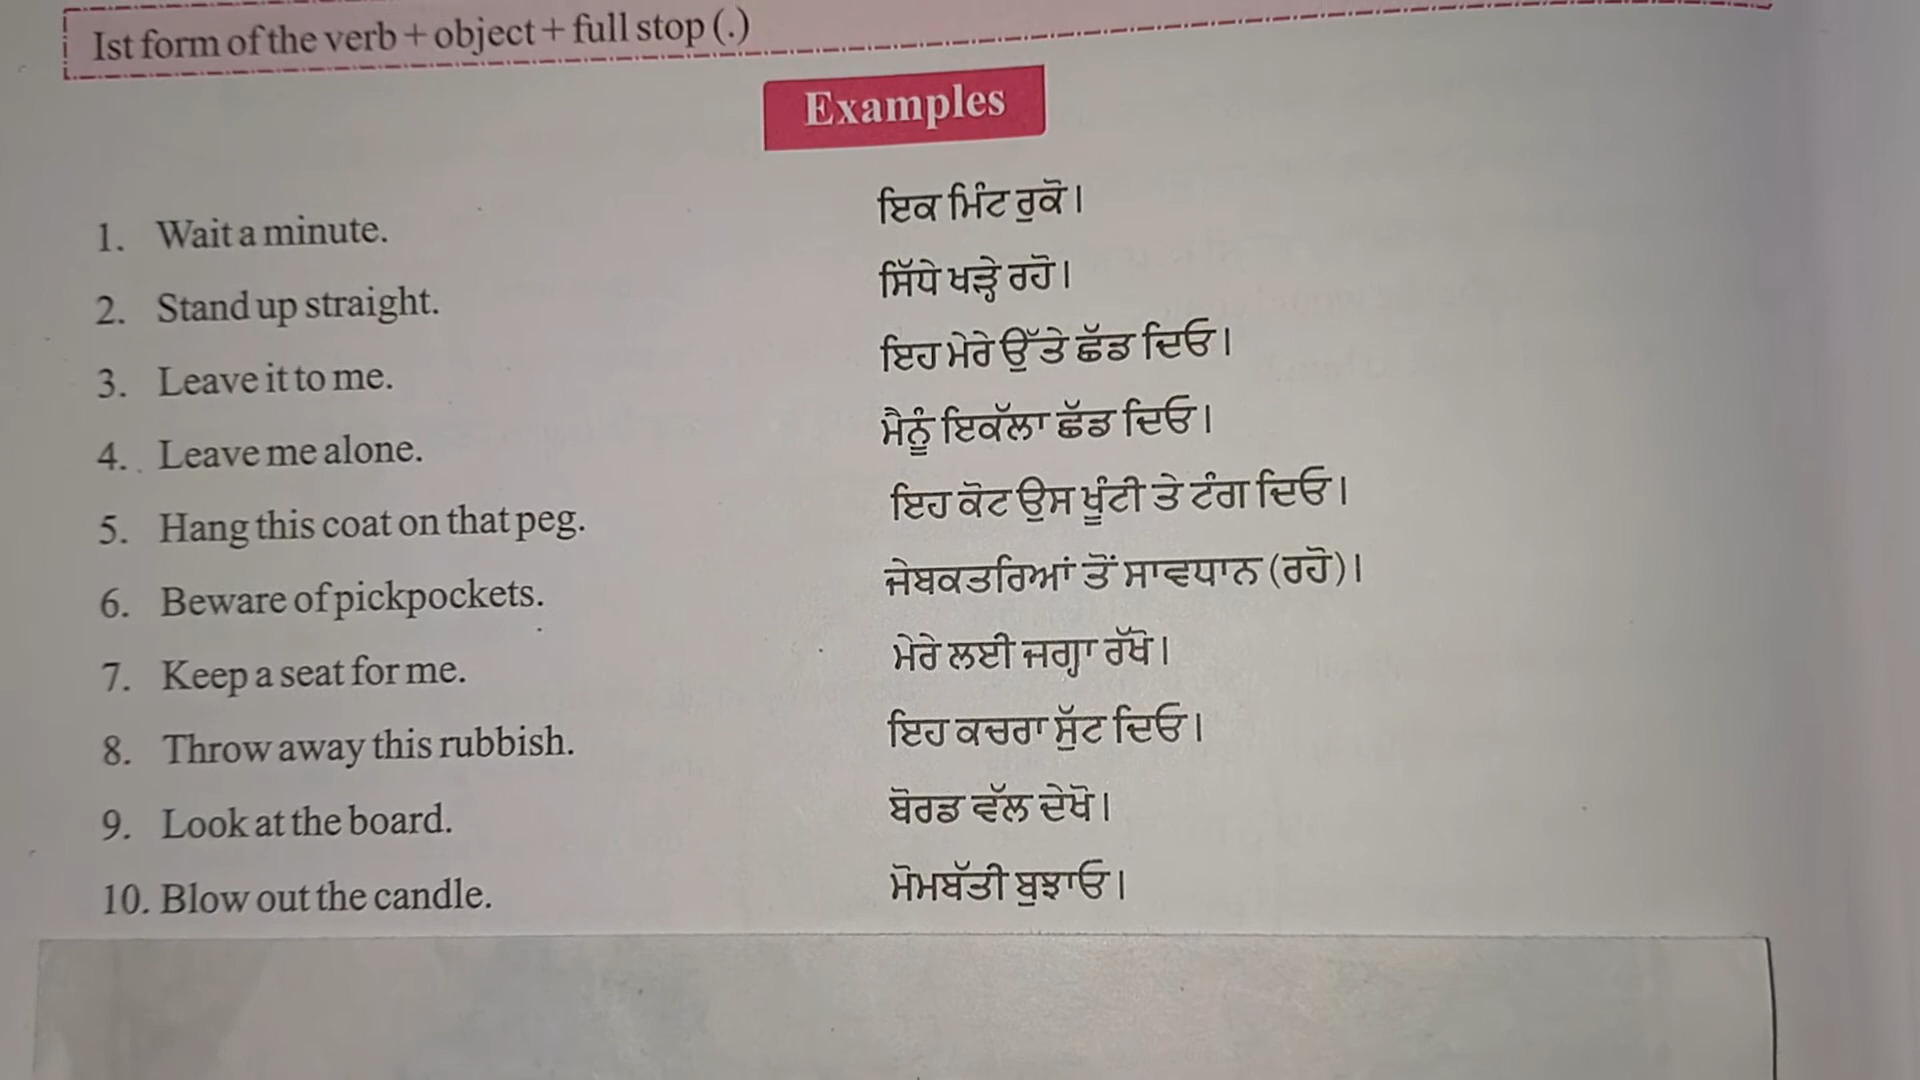 Ist form of the verb + object + full stop (.)
Examples
1. Wait a minute. ਇਕ ਮਿੰਟ ਰੁਕੋ।
2. Stand up straight. ਸਿੱਧੇ ਖੜ੍ਹੇ ਰਹੋ।
3. Leave it to me. ਇਹ ਮੇਰੇ ਉੱਤੇ ਛੱਡ ਦਿਓ।
4. Leave me alone. ਮੈਨੂੰ ਇਕੱਲਾ ਛੱਡ ਦਿਓ।
5. Hang this coat on that peg. ਇਹ ਕੋਟ ਉਸ ਖੂੰਟੀ ਤੇ ਟੰਗ ਦਿਓ।
6. Beware of pickpockets. ਜੇਬਕਤਰਿਆਂ ਤੋਂ ਸਾਵਧਾਨ (ਰਹੋ)।
7. Keep a seat for me. ਮੇਰੇ ਲਈ ਜਗ੍ਹਾ ਰੱਖੋ।
8. Throw away this rubbish. ਇਹ ਕਚਰਾ ਸੁੱਟ ਦਿਓ।
9. Look at the board. ਬੋਰਡ ਵੱਲ ਦੇਖੋ।
10. Blow out the candle. ਮੋਮਬੱਤੀ ਬੁਝਾਓ।